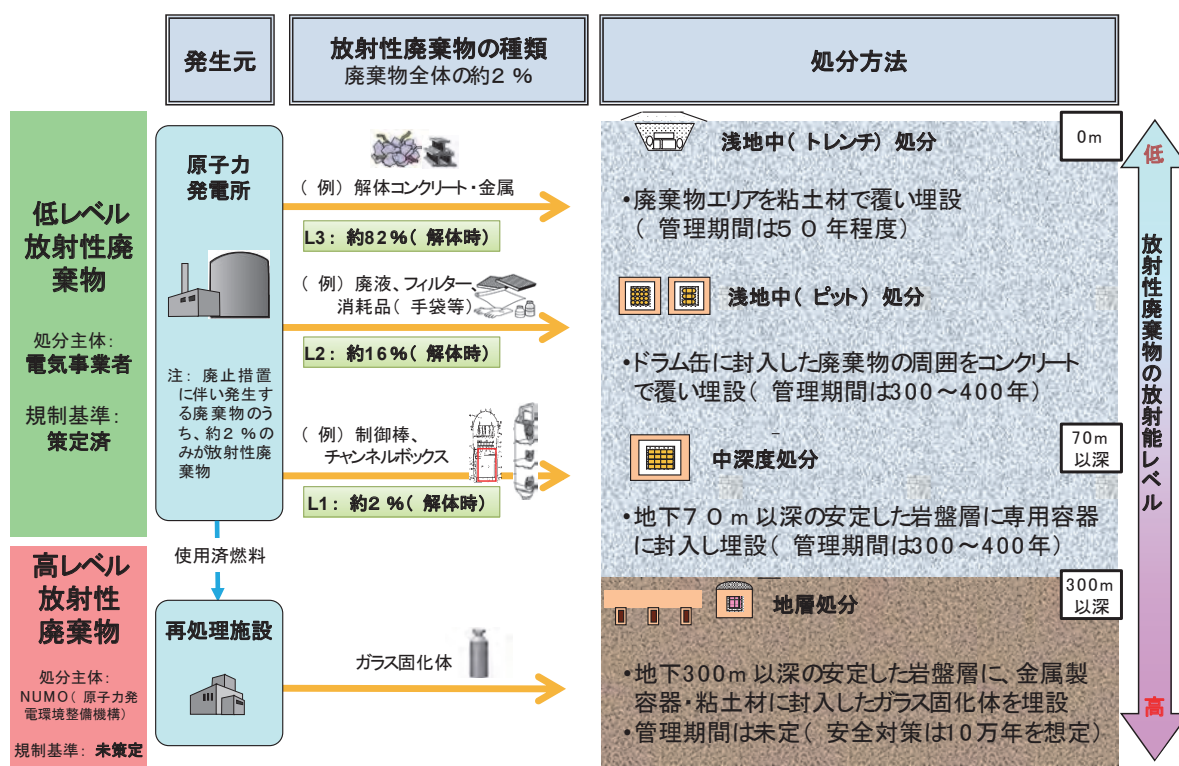 発生元
放射性廃棄物の種類
廃棄物全体の約2%
処分方法
低レベル
放射性廃
棄物
処分主体:
電気事業者
規制基準:
策定済
原子力
発電所
注: 廃止措置
に伴い発生す
る廃棄物のう
ち、約2%の
みが放射性廃
棄物
(例) 解体コンクリート・金属
L3: 約82%(解体時)
(例) 廃液、フィルター、
消耗品(手袋等)
L2: 約16%(解体時)
(例) 制御棒、
チャンネルボックス
L1: 約2%(解体時)
浅地中(トレンチ) 処分
0m
・廃棄物エリアを粘土材で覆い埋設
(管理期間は50年程度)
浅地中(ピット) 処分
・ドラム缶に封入した廃棄物の周囲をコンクリート
で覆い埋設(管理期間は300~400年)
中深度処分
70m
以深
・地下70m以深の安定した岩盤層に専用容器
に封入し埋設(管理期間は300~400年)
使用済燃料
高レベル
放射性
廃棄物
処分主体:
NUMO(原子力発
電環境整備機構)
規制基準: 未策定
再処理施設
ガラス固化体
地層処分
300m
以深
・地下300m以深の安定した岩盤層に、金属製
容器・粘土材に封入したガラス固化体を埋設
・管理期間は未定(安全対策は10万年を想定)
低
放射性廃棄物の放射能レベル
高